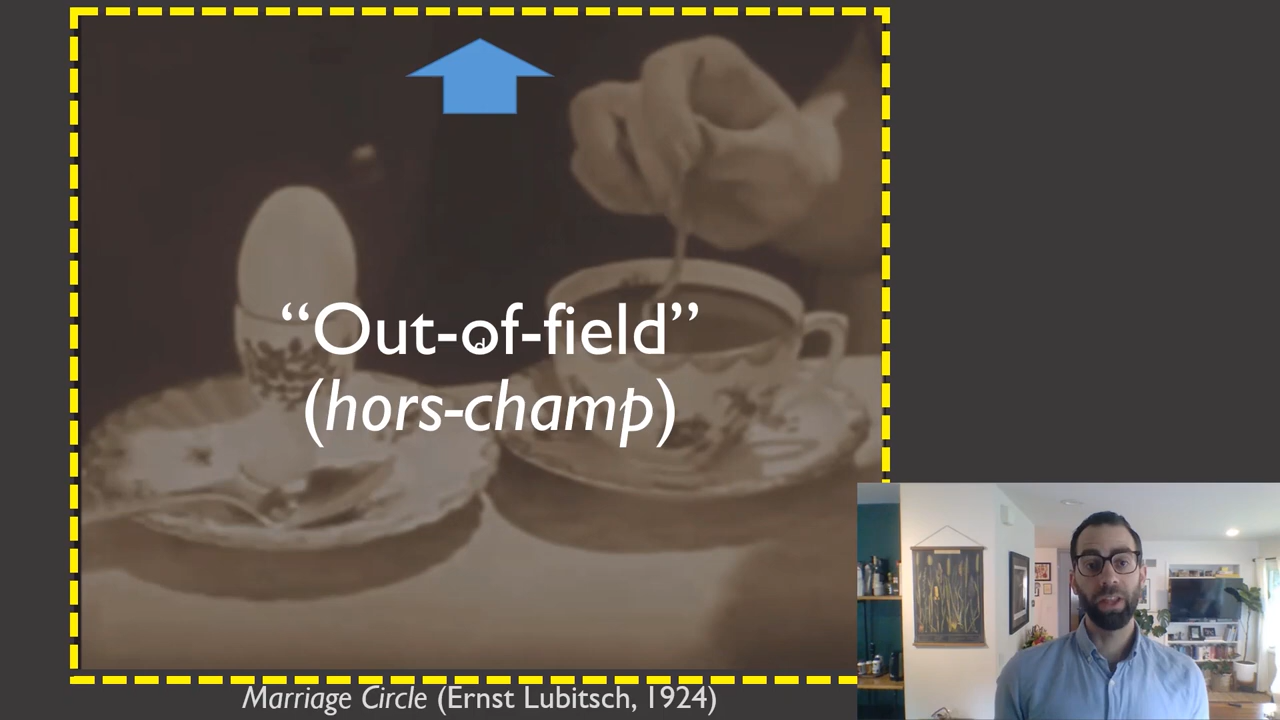 “Out-of-field”
d
(hors-champ)
Marriage Circle (Ernst Lubitsch, 1924)